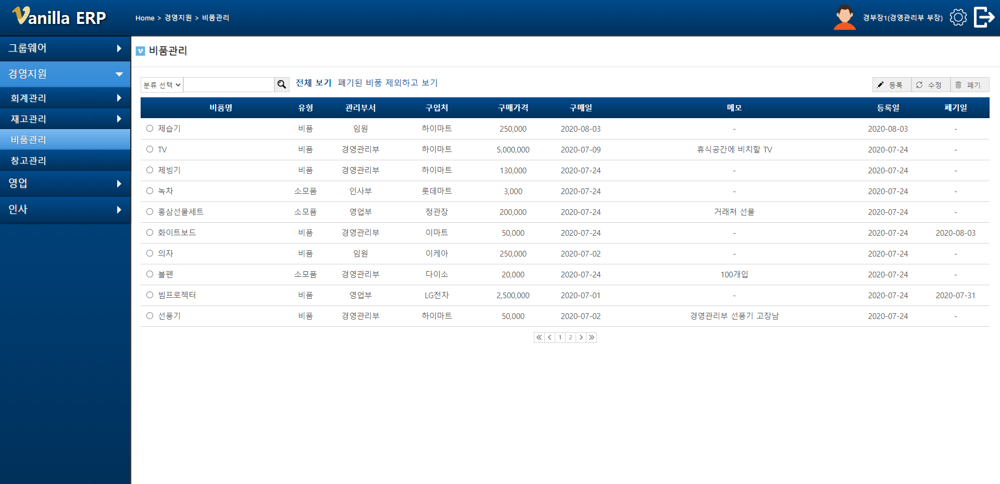 Vanilla ERP
Home > 경영지원 > 비품관리
경부장1(경영관리부 부장)
그룹웨어
경영지원
회계관리
재고관리
비품관리
창고관리
영업
인사
비품관리
분류 선택 전체 보기 폐기된 비품 제외하고 보기 등록 수정 폐기
비품명 유형 관리부서 구입처 구매가격 구매일 메모 등록일 폐기일
제습기 비품 임원 하이마트 250,000 2020-08-03 - 2020-08-03 -
TV 비품 경영관리부 하이마트 5,000,000 2020-07-09 휴식공간에 비치할 TV 2020-07-24 -
제빙기 비품 경영관리부 하이마트 130,000 2020-07-24 - 2020-07-24 -
녹차 소모품 인사부 롯데마트 3,000 2020-07-24 - 2020-07-24 -
홍삼선물세트 소모품 영업부 정관장 200,000 2020-07-24 거래처 선물 2020-07-24 -
화이트보드 비품 경영관리부 이마트 50,000 2020-07-24 - 2020-07-24 2020-08-03
의자 비품 임원 이케아 250,000 2020-07-02 - 2020-07-24 -
볼펜 소모품 경영관리부 다이소 20,000 2020-07-24 100개입 2020-07-24 -
빔프로젝터 비품 영업부 LG전자 2,500,000 2020-07-01 - 2020-07-24 2020-07-31
선풍기 비품 경영관리부 하이마트 50,000 2020-07-02 경영관리부 선풍기 고장남 2020-07-24 -
1 2